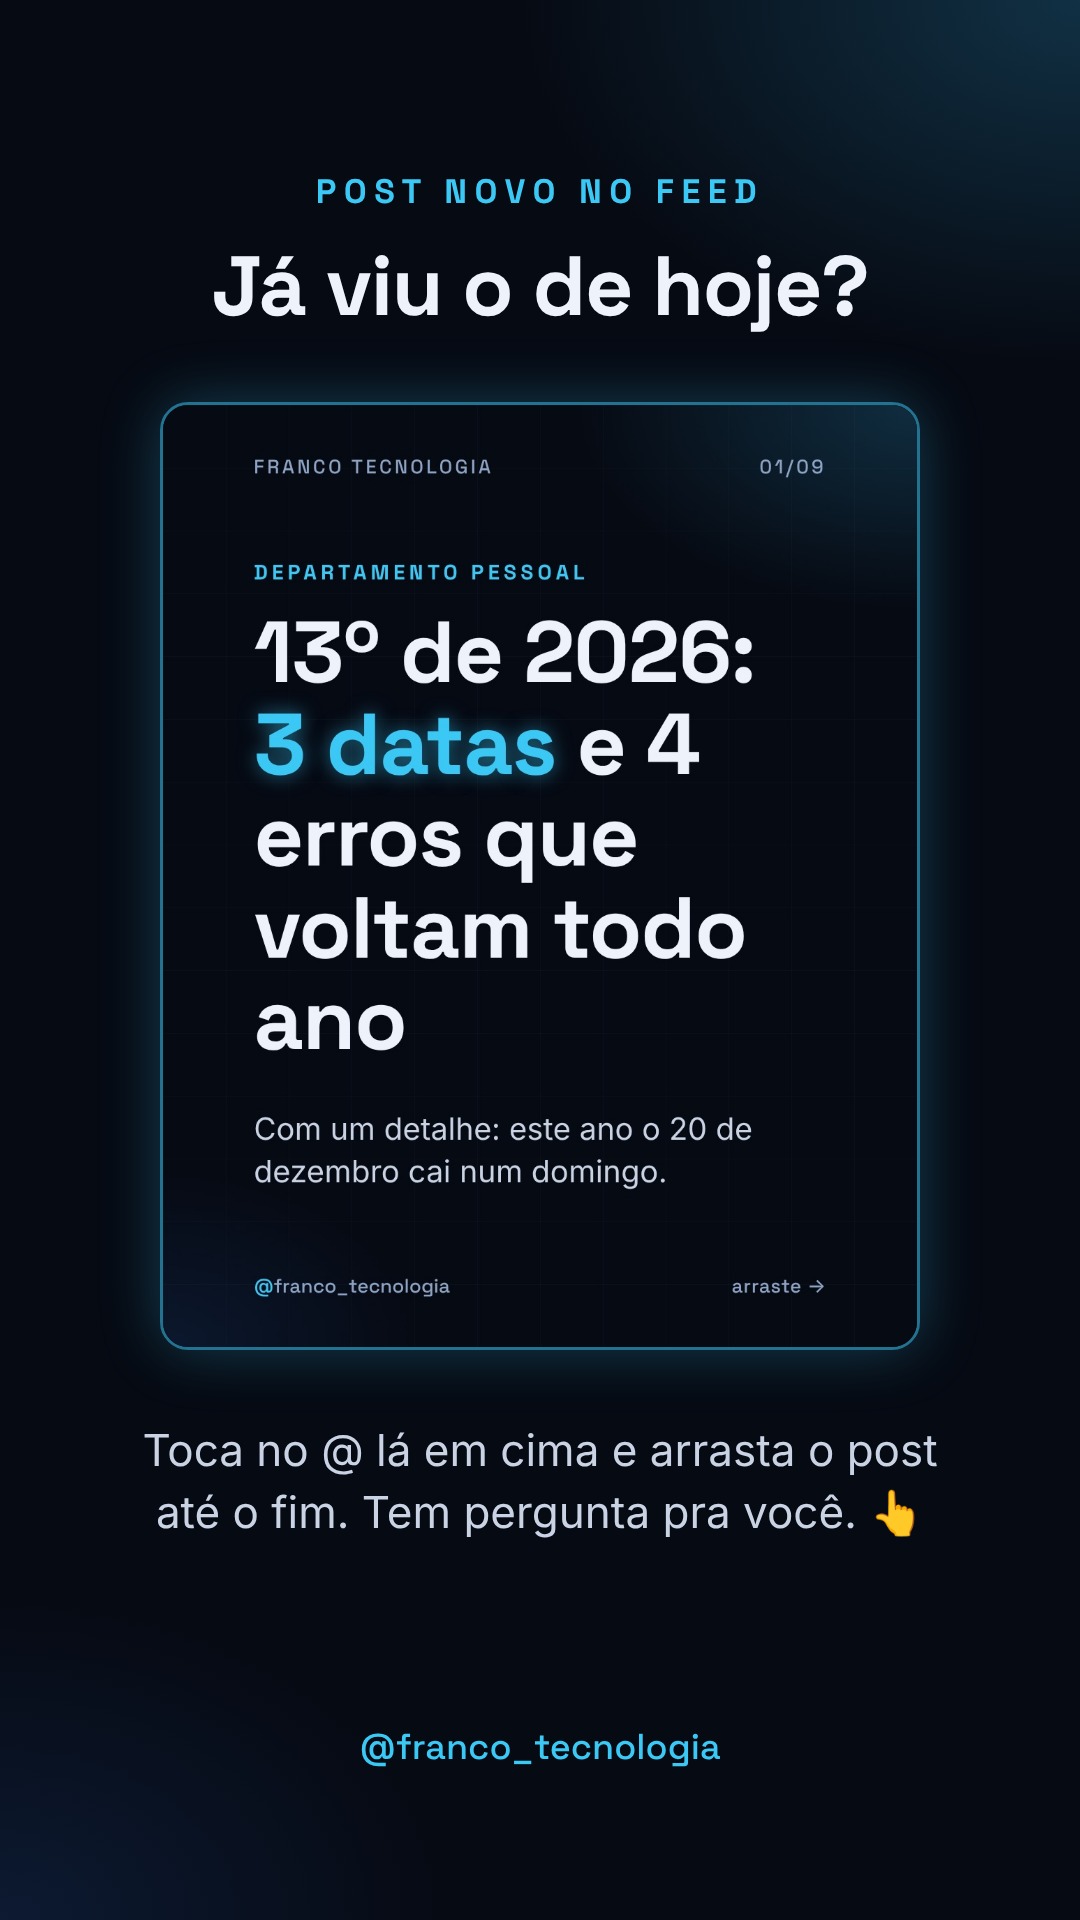 POST NOVO NO FEED
Já viu o de hoje?
FRANCO TECNOLOGIA 01/09
DEPARTAMENTO PESSOAL
13º de 2026:
3 datas e 4
erros que
voltam todo
ano
Com um detalhe: este ano o 20 de
dezembro cai num domingo.
@franco_tecnologia arraste →
Toca no @ lá em cima e arrasta o post
até o fim. Tem pergunta pra você. 👆
@franco_tecnologia